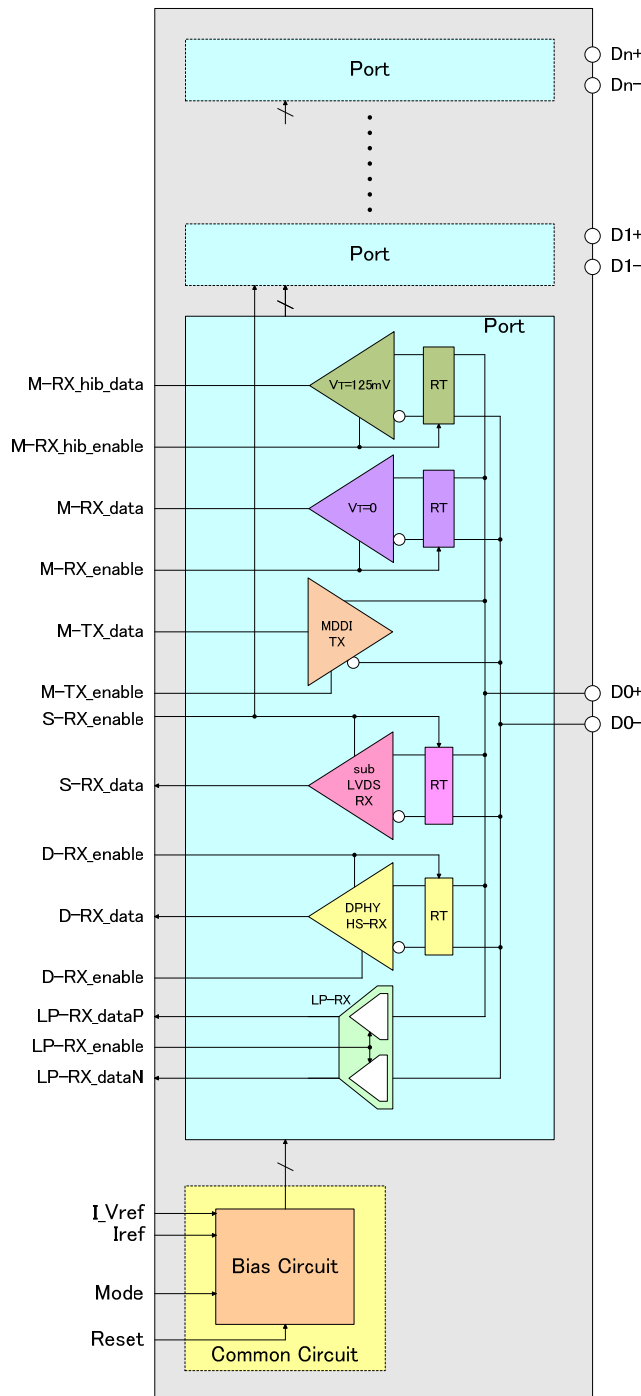 Port
Dn+
Dn-
Port
D1+
D1-
Port
M-RX_hib_data
VT=125mV
RT
M-RX_hib_enable
M-RX_data
VT=0
RT
M-RX_enable
M-TX_data
MDDI
TX
M-TX_enable
D0+
S-RX_enable
D0-
S-RX_data
sub
LVDS
RX
RT
D-RX_enable
D-RX_data
DPHY
HS-RX
RT
D-RX_enable
LP-RX
LP-RX_dataP
LP-RX_enable
LP-RX_dataN
I_Vref
Iref
Bias Circuit
Mode
Reset
Common Circuit